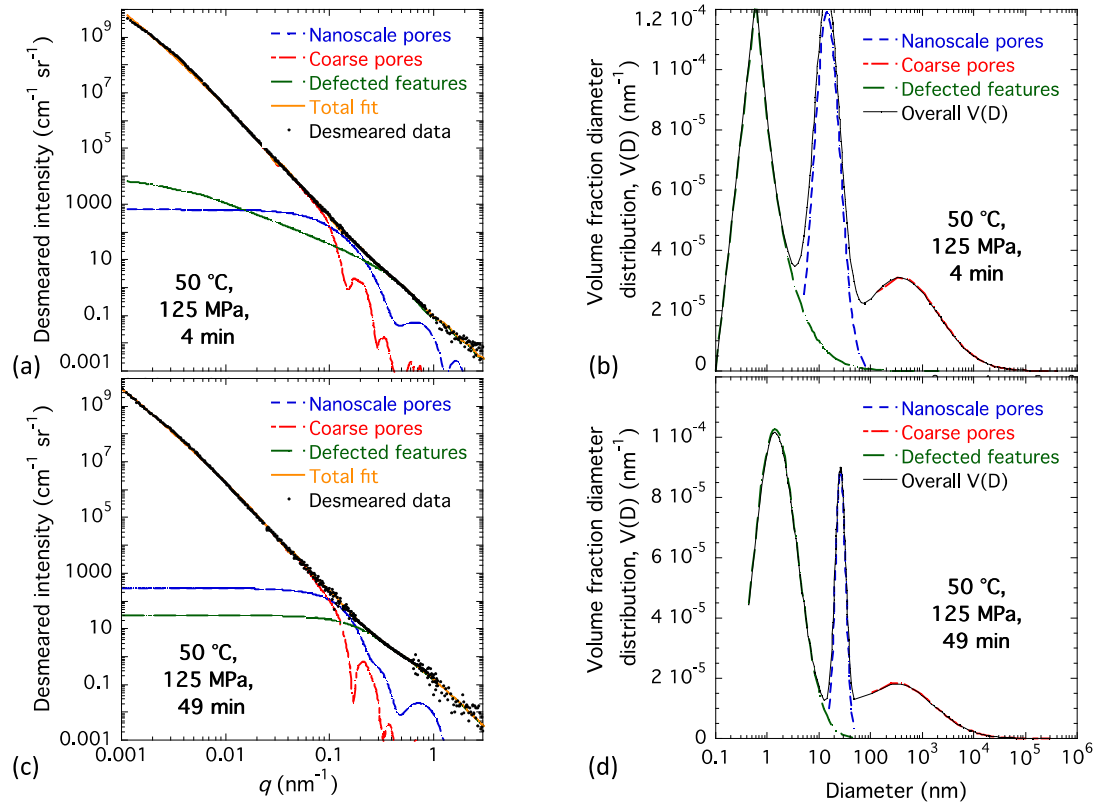 Desmeared intensity (cm⁻¹ sr⁻¹)
10⁹
10⁷
10⁵
1000
10
0.1
0.001
Nanoscale pores
Coarse pores
Defected features
Total fit
Desmeared data
50 °C,
125 MPa,
4 min
(a)
Volume fraction diameter
distribution, V(D) (nm⁻¹)
1.2 10⁻⁴
1 10⁻⁴
8 10⁻⁵
6 10⁻⁵
4 10⁻⁵
2 10⁻⁵
0
Nanoscale pores
Coarse pores
Defected features
Overall V(D)
50 °C,
125 MPa,
4 min
(b)
Desmeared intensity (cm⁻¹ sr⁻¹)
10⁹
10⁷
10⁵
1000
10
0.1
0.001
Nanoscale pores
Coarse pores
Defected features
Total fit
Desmeared data
50 °C,
125 MPa,
49 min
0.001 0.01 0.1 1
q (nm⁻¹)
(c)
Volume fraction diameter
distribution, V(D) (nm⁻¹)
1 10⁻⁴
8 10⁻⁵
6 10⁻⁵
4 10⁻⁵
2 10⁻⁵
0
Nanoscale pores
Coarse pores
Defected features
Overall V(D)
50 °C,
125 MPa,
49 min
0.1 1 10 100 10³ 10⁴ 10⁵ 10⁶
Diameter (nm)
(d)